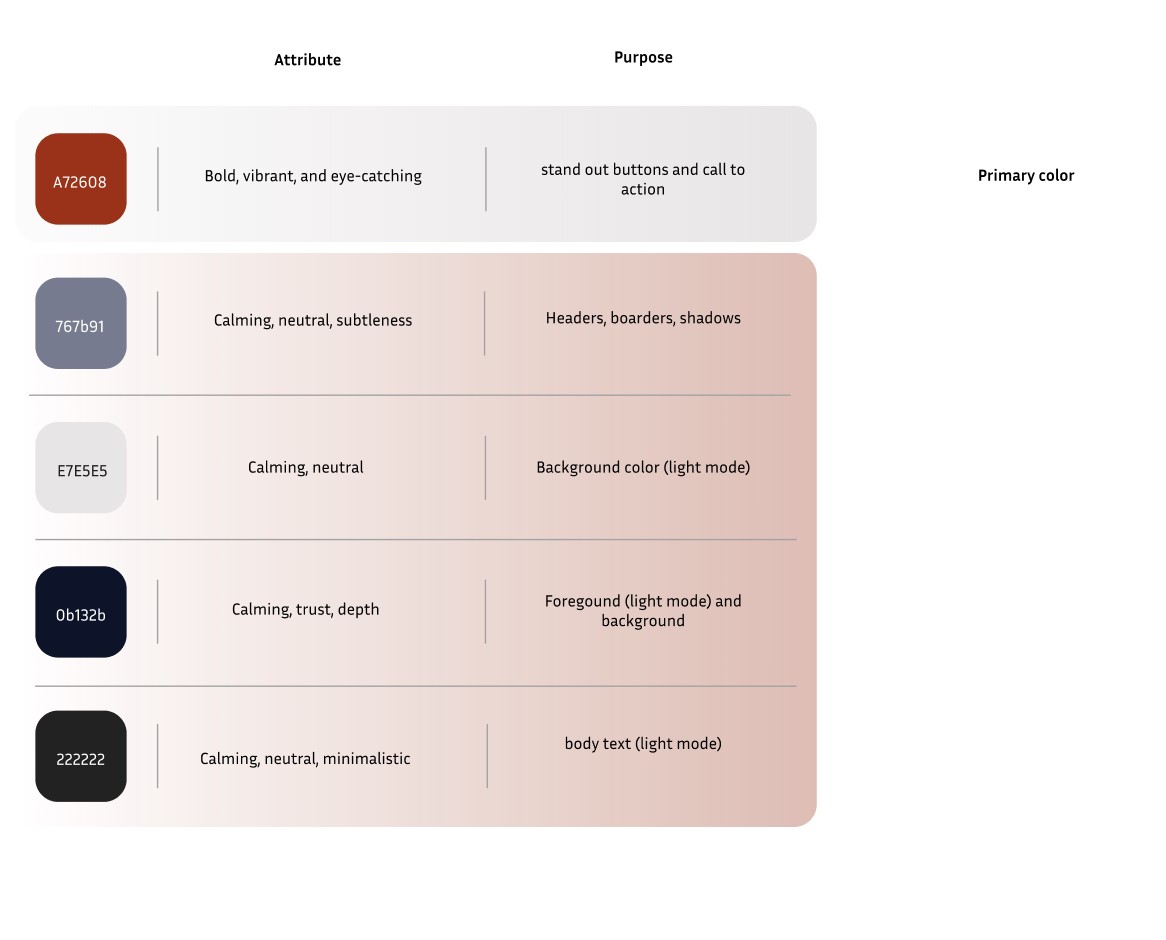 Attribute
Purpose
A72608
Bold, vibrant, and eye-catching
stand out buttons and call to
action
Primary color
767b91
Calming, neutral, subtleness
Headers, boarders, shadows
E7E5E5
Calming, neutral
Background color (light mode)
0b132b
Calming, trust, depth
Foregound (light mode) and
background
222222
Calming, neutral, minimalistic
body text (light mode)